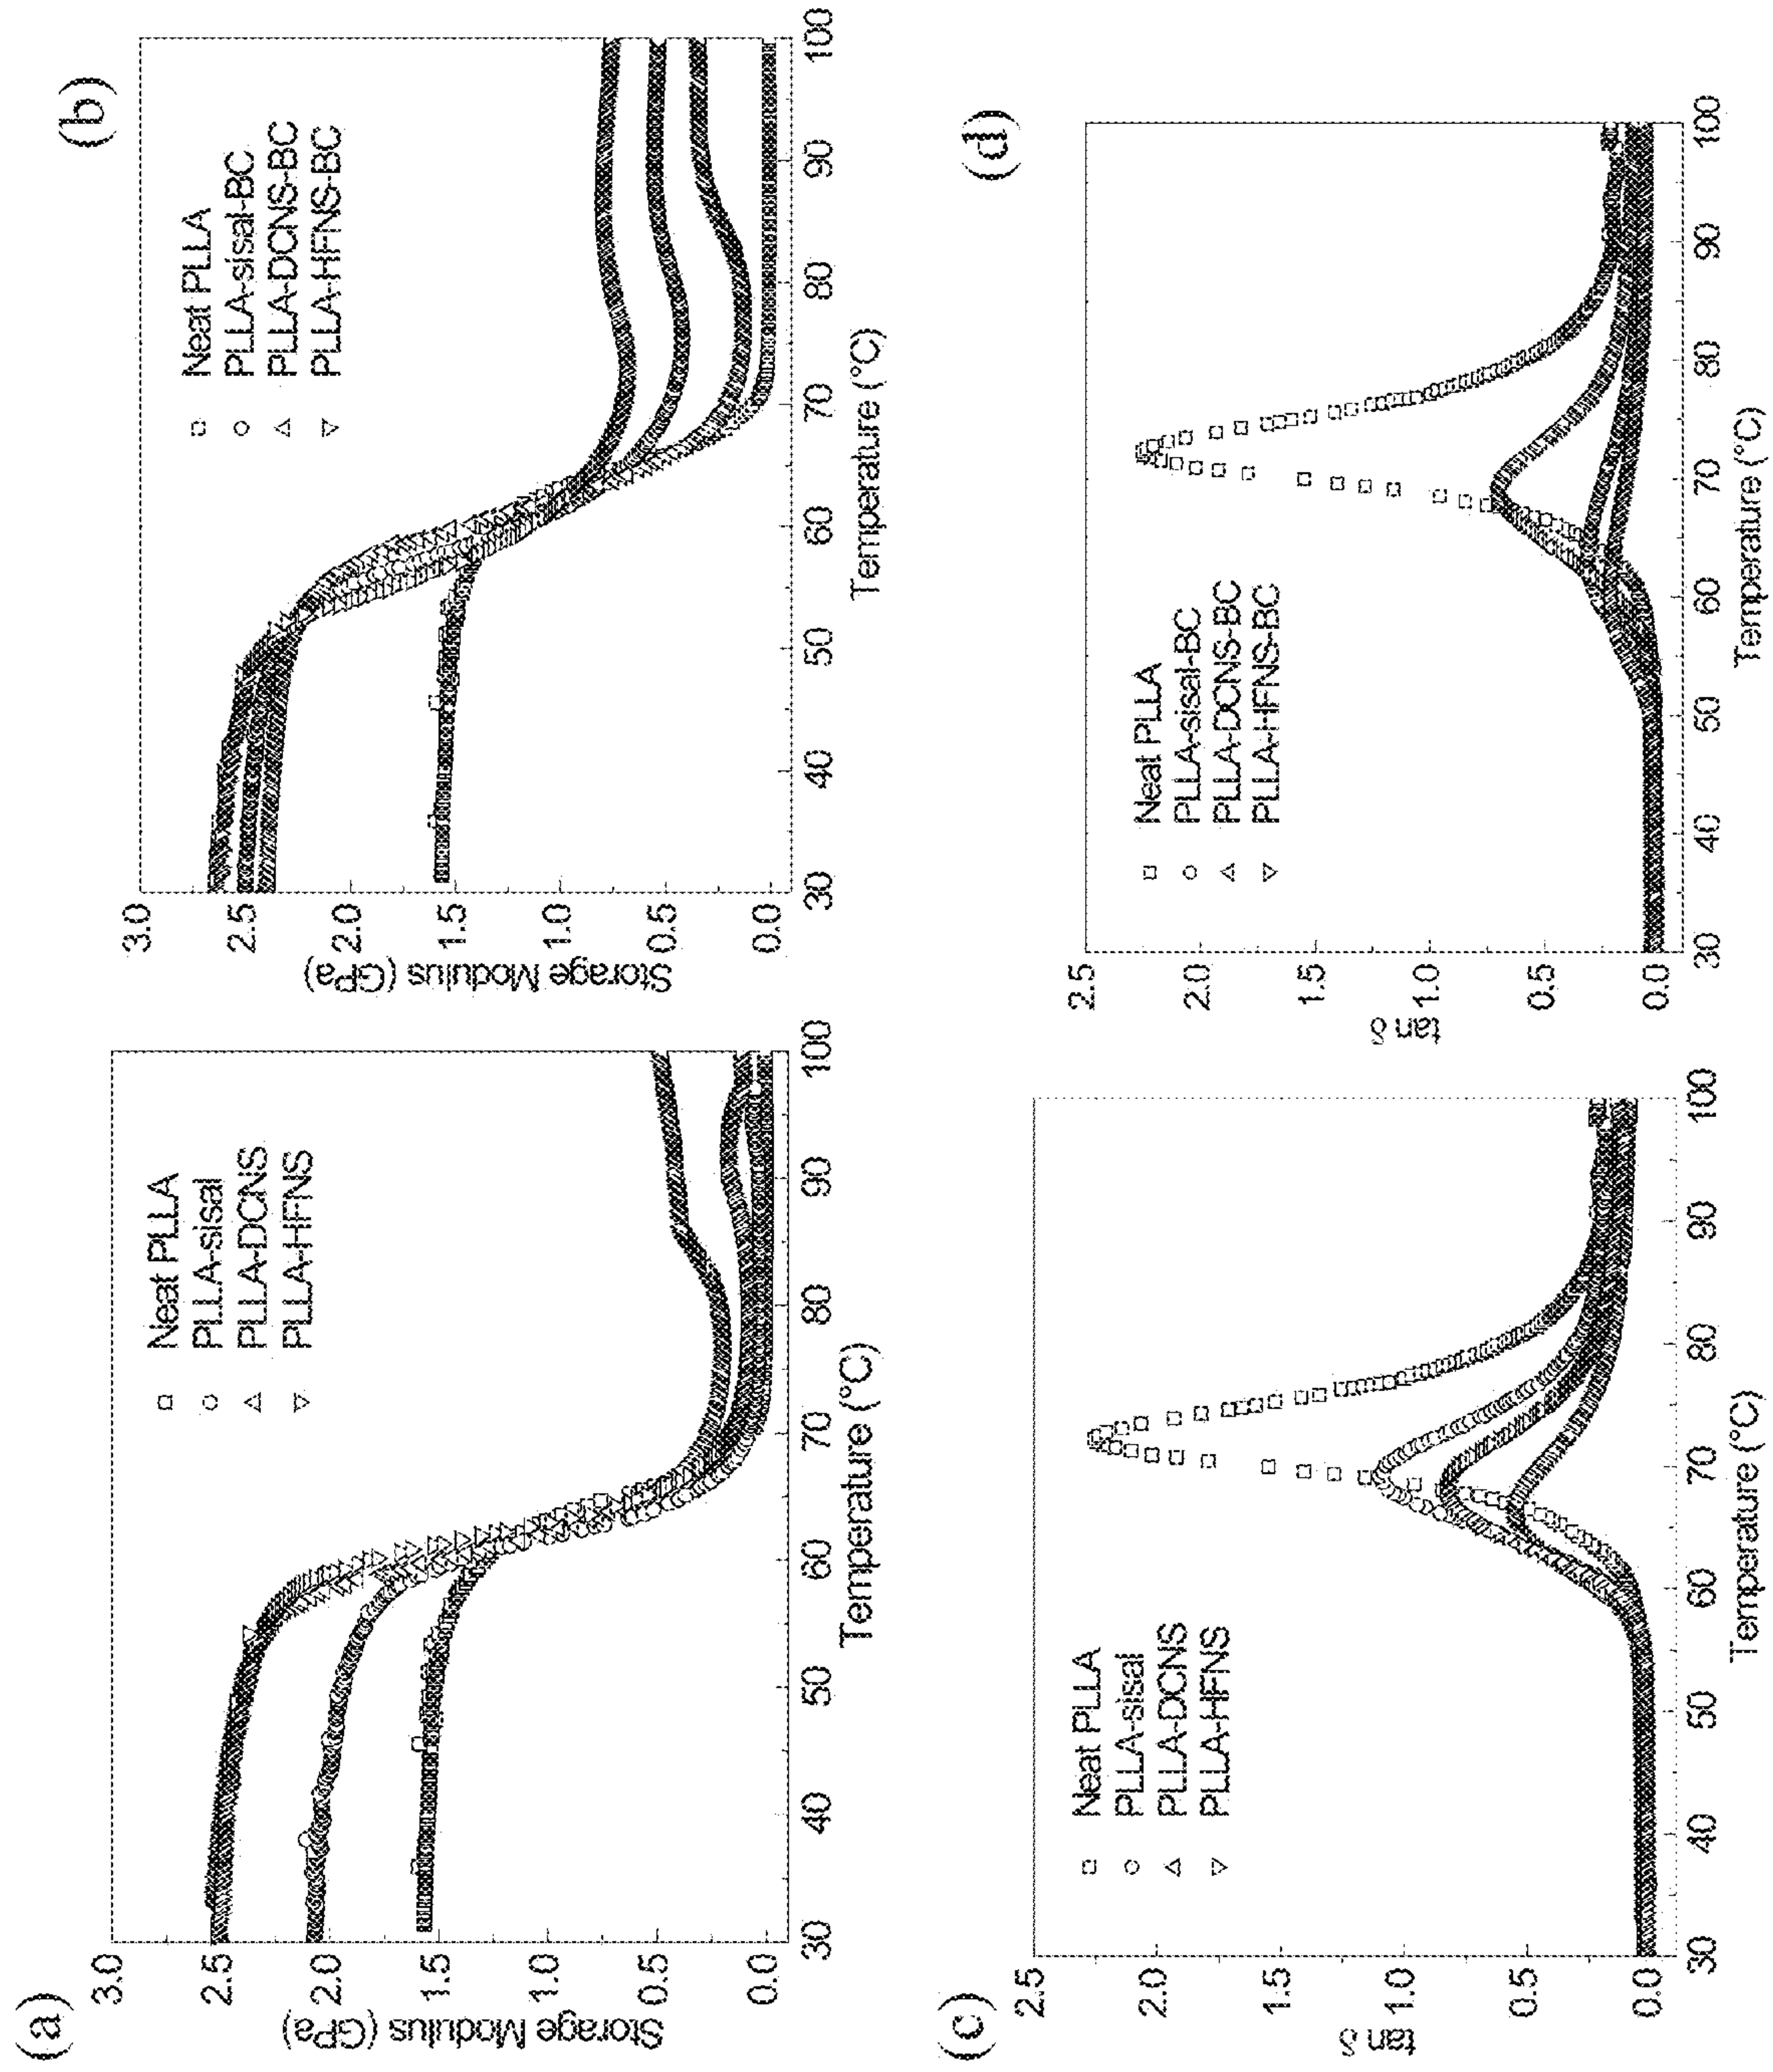 (a)
3.0
2.5
2.0
1.5
1.0
0.5
0.0
Storage Modulus (GPa)
Neat PLLA
PLLA-sisal
PLLA-DCNS
PLLA-HFNS
30 40 50 60 70 80 90 100
Temperature (°C)
(b)
3.0
2.5
2.0
1.5
1.0
0.5
0.0
Storage Modulus (GPa)
Neat PLLA
PLLA-sisal-BC
PLLA-DCNS-BC
PLLA-HFNS-BC
30 40 50 60 70 80 90 100
Temperature (°C)
(c)
2.5
2.0
1.5
1.0
0.5
0.0
tan δ
Neat PLLA
PLLA-sisal
PLLA-DCNS
PLLA-HFNS
30 40 50 60 70 80 90 100
Temperature (°C)
(d)
2.5
2.0
1.5
1.0
0.5
0.0
tan δ
Neat PLLA
PLLA-sisal-BC
PLLA-DCNS-BC
PLLA-HFNS-BC
30 40 50 60 70 80 90 100
Temperature (°C)